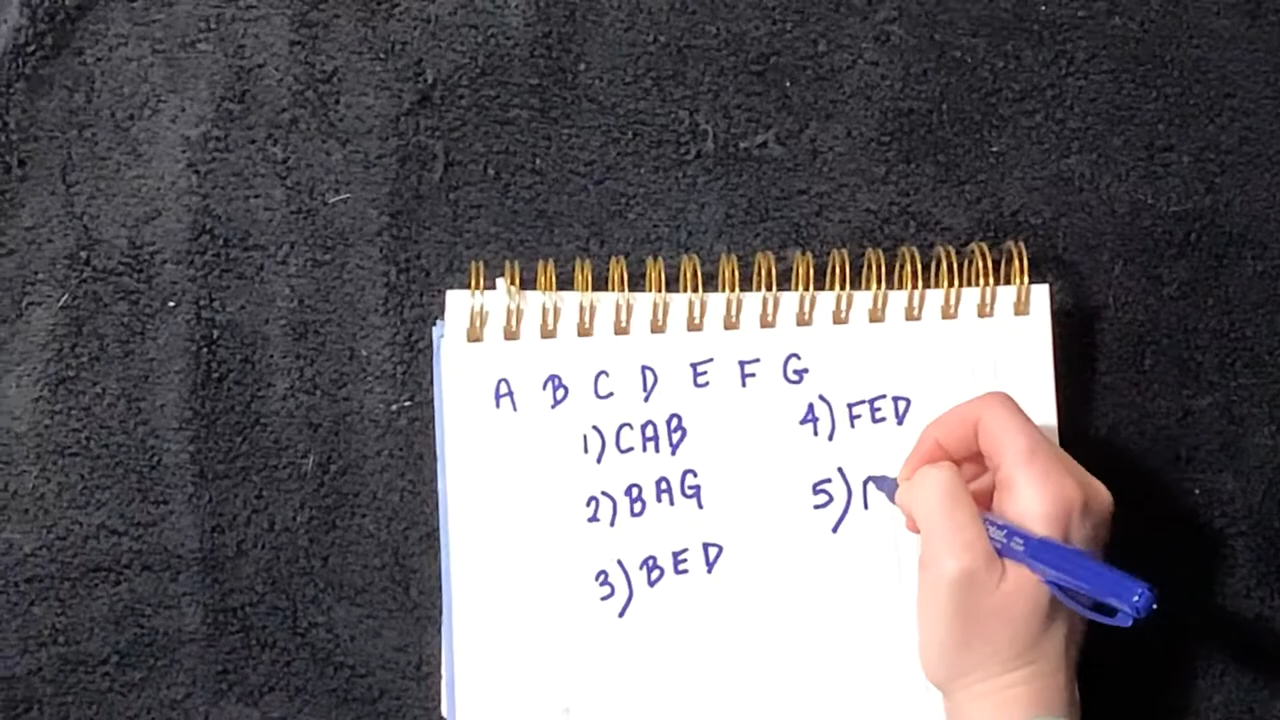 A B C D E F G
1) CAB
2) BAG
3) BED
4) FED
5)